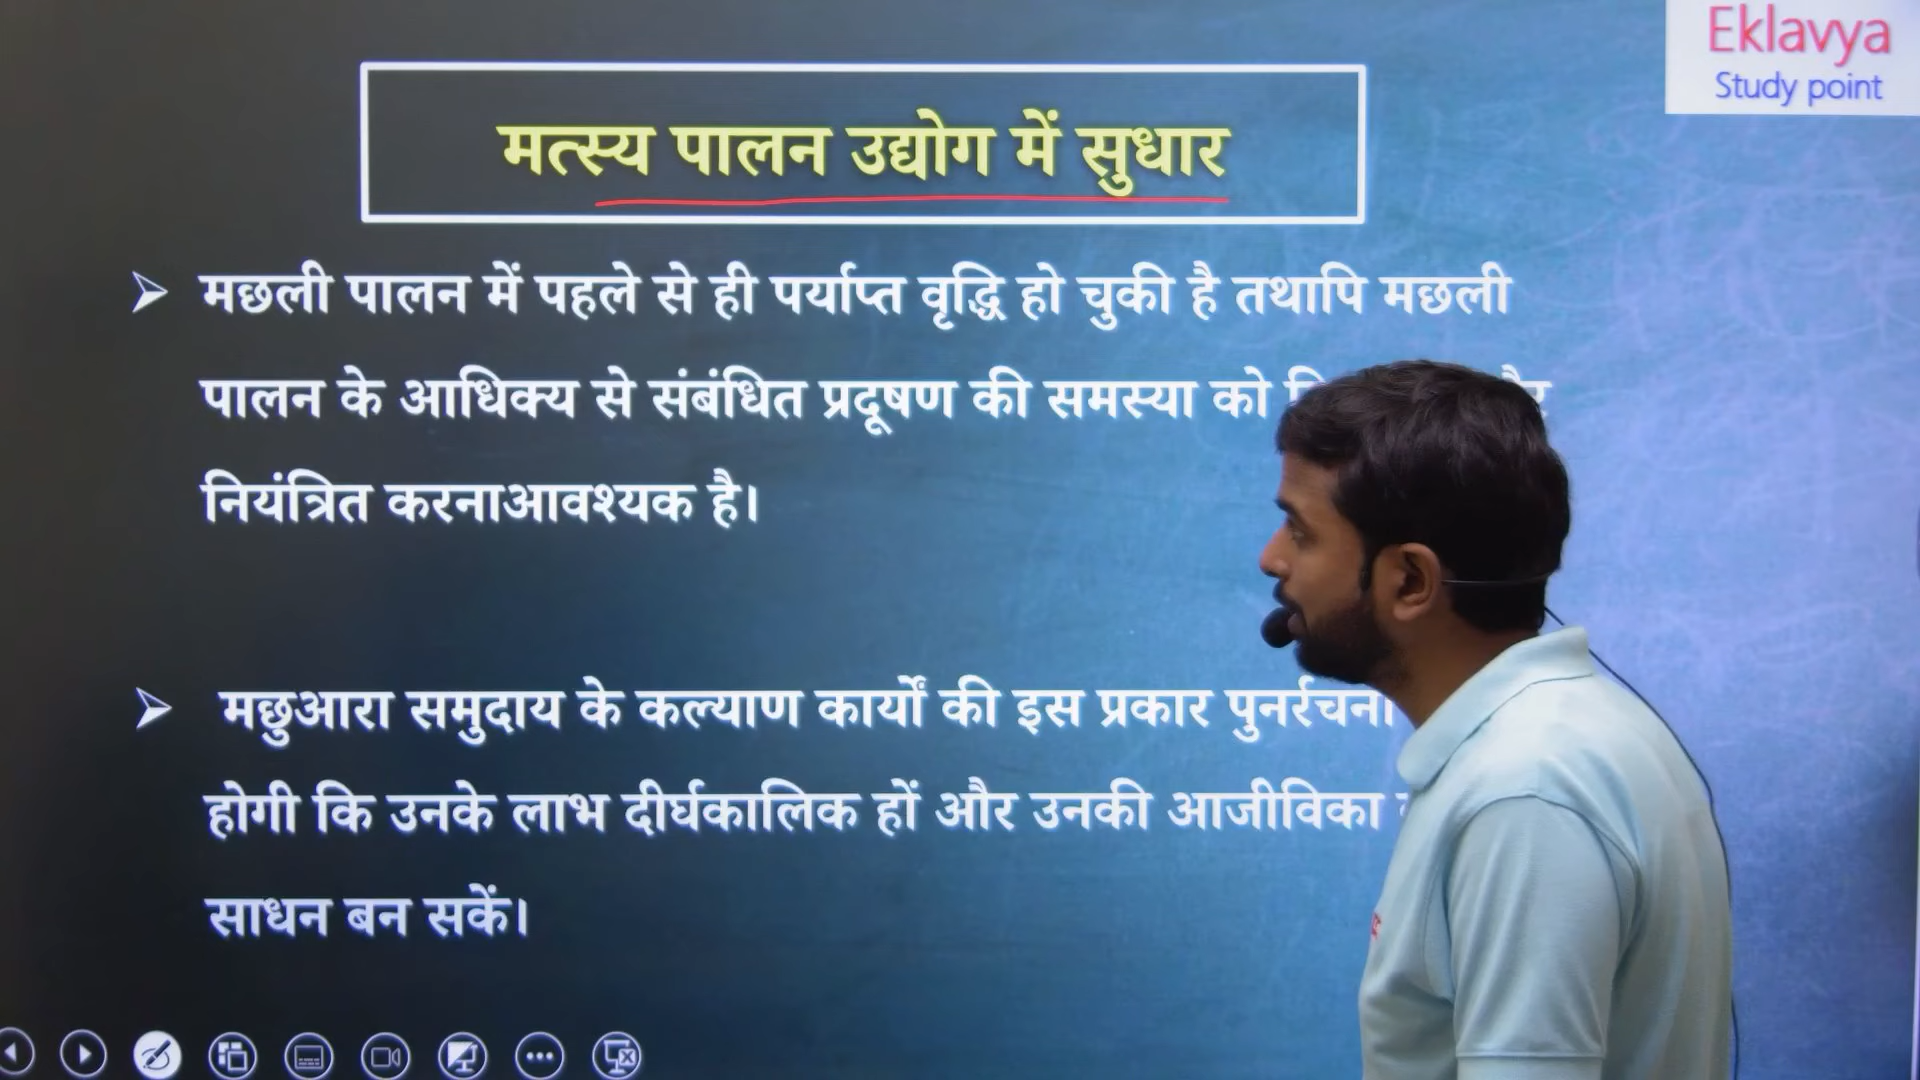 Eklavya
Study point
मत्स्य पालन उद्योग में सुधार
मछली पालन में पहले से ही पर्याप्त वृद्धि हो चुकी है तथापि मछली
पालन के आधिक्य से संबंधित प्रदूषण की समस्या को
नियंत्रित करनाआवश्यक है।
मछुआरा समुदाय के कल्याण कार्यों की इस प्रकार पुनर्रचना
होगी कि उनके लाभ दीर्घकालिक हों और उनकी आजीविका
साधन बन सकें।